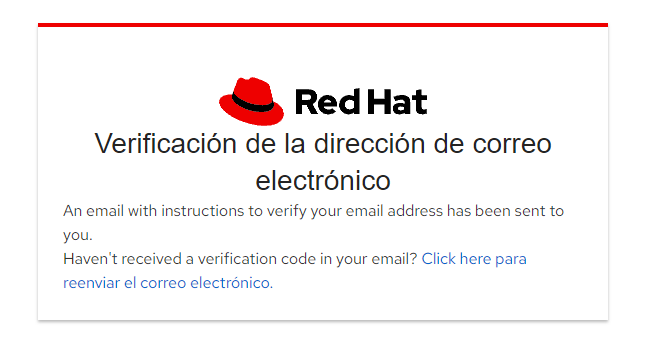 Red Hat
Verificación de la dirección de correo
electrónico
An email with instructions to verify your email address has been sent to
you.
Haven't received a verification code in your email? Click here para
reenviar el correo electrónico.